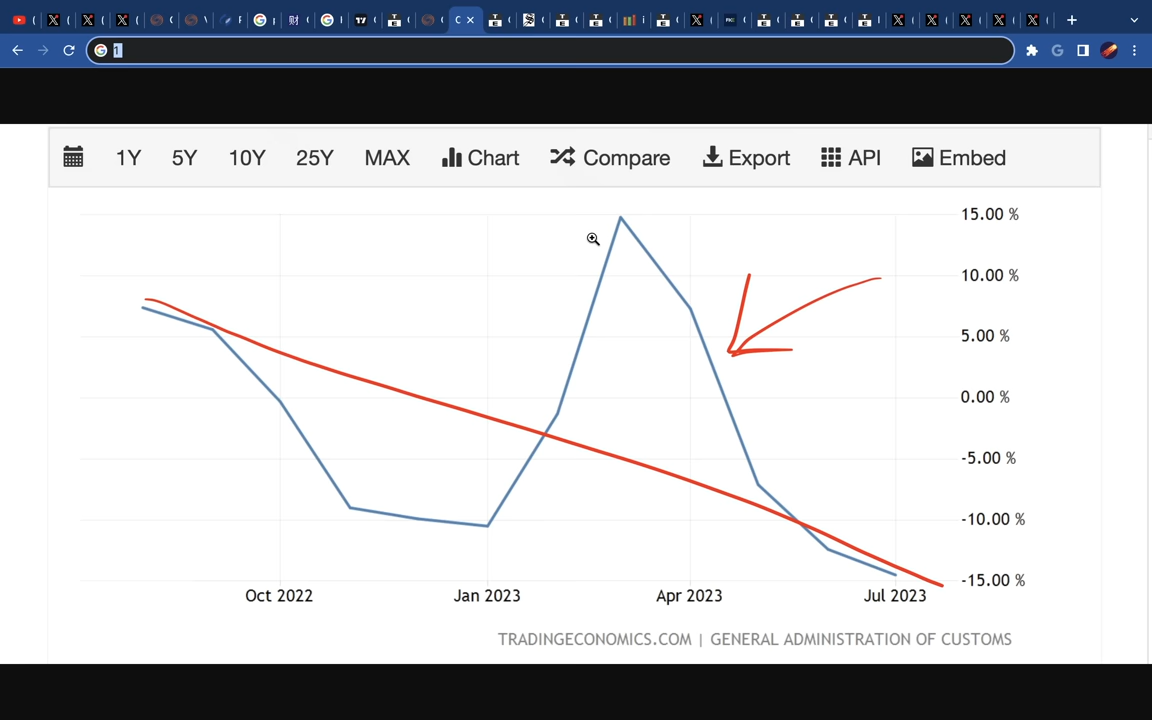 1
1Y 5Y 10Y 25Y MAX Chart Compare Export API Embed
15.00 %
10.00 %
5.00 %
0.00 %
-5.00 %
-10.00 %
-15.00 %
Oct 2022 Jan 2023 Apr 2023 Jul 2023
TRADINGECONOMICS.COM | GENERAL ADMINISTRATION OF CUSTOMS